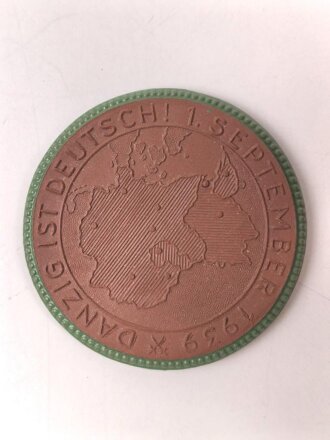 DANZIG IST DEUTSCH! 1. SEPTEMBER 1939